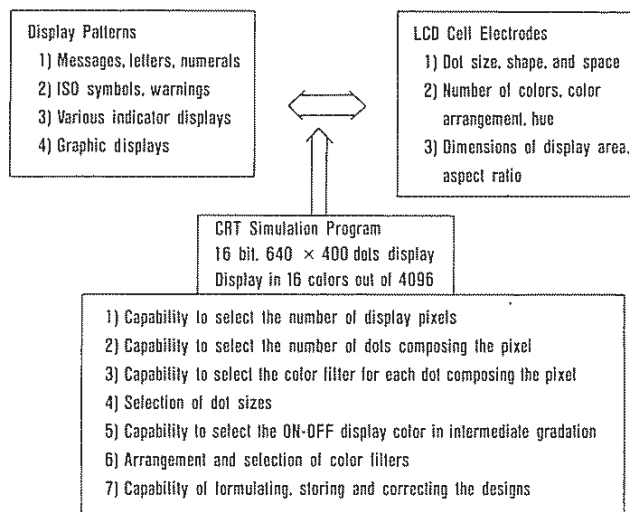 Display Patterns
1) Messages, letters, numerals
2) ISO symbols, warnings
3) Various indicator displays
4) Graphic displays
LCD Cell Electrodes
1) Dot size, shape, and space
2) Number of colors, color
arrangement, hue
3) Dimensions of display area,
aspect ratio
CRT Simulation Program
16 bit. 640 × 400 dots display
Display in 16 colors out of 4096
1) Capability to select the number of display pixels
2) Capability to select the number of dots composing the pixel
3) Capability to select the color filter for each dot composing the pixel
4) Selection of dot sizes
5) Capability to select the ON-OFF display color in intermediate gradation
6) Arrangement and selection of color filters
7) Capability of formulating, storing and correcting the designs